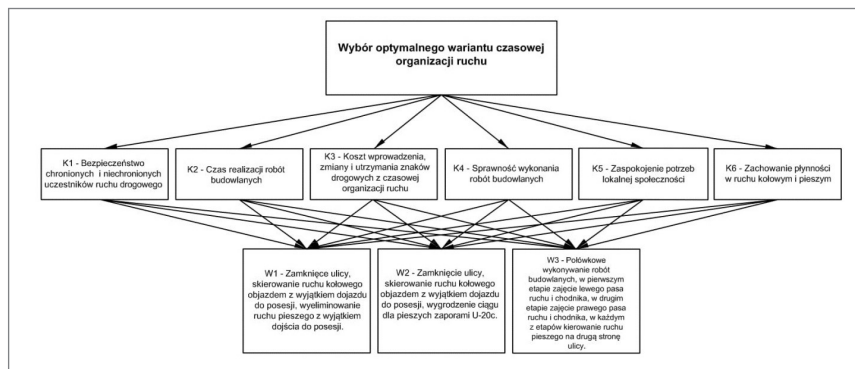 Wybór optymalnego wariantu czasowej
organizacji ruchu
K1 - Bezpieczeństwo
chronionych i niechronionych
uczestników ruchu drogowego
K2 - Czas realizacji robót
budowlanych
K3 - Koszt wprowadzenia,
zmiany i utrzymania znaków
drogowych z czasowej
organizacji ruchu
K4 - Sprawność wykonania
robót budowlanych
K5 - Zaspokojenie potrzeb
lokalnej społeczności
K6 - Zachowanie płynności
w ruchu kołowym i pieszym
W1 - Zamknięce ulicy,
skierowanie ruchu kołowego
objazdem z wyjątkiem dojazdu
do posesji, wyeliminowanie
ruchu pieszego z wyjątkiem
dojścia do posesji.
W2 - Zamknięcie ulicy,
skierowanie ruchu kołowego
objazdem z wyjątkiem dojazdu
do posesji, wygrodzenie ciągu
dla pieszych zaporami U-20c.
W3 - Połówkowe
wykonywanie robót
budowlanych, w pierwszym
etapie zajęcie lewego pasa
ruchu i chodnika, w drugim
etapie zajęcie prawego pasa
ruchu i chodnika, w każdym
z etapów kierowanie ruchu
pieszego na drugą stronę
ulicy.